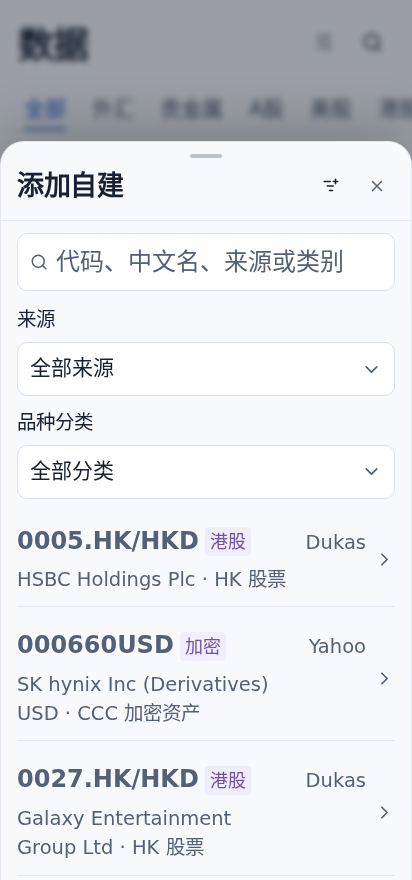 数据
全部 外汇 贵金属 A股 美股 港股
添加自建
代码、中文名、来源或类别
来源
全部来源
品种分类
全部分类
0005.HK/HKD 港股 Dukas
HSBC Holdings Plc · HK 股票
000660USD 加密 Yahoo
SK hynix Inc (Derivatives)
USD · CCC 加密资产
0027.HK/HKD 港股 Dukas
Galaxy Entertainment
Group Ltd · HK 股票